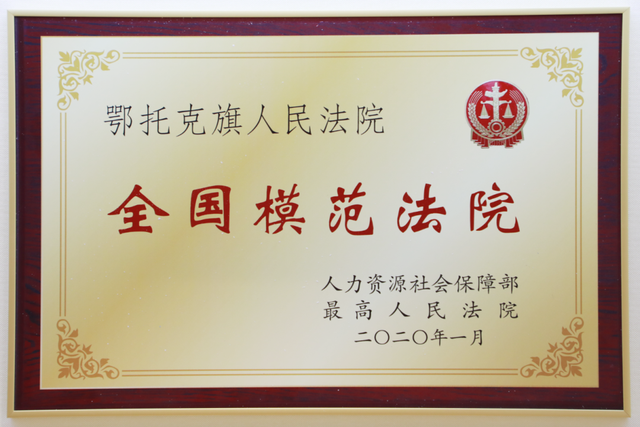 鄂托克旗人民法院
全国模范法院
人力资源社会保障部
最高人民法院
二〇二〇年一月